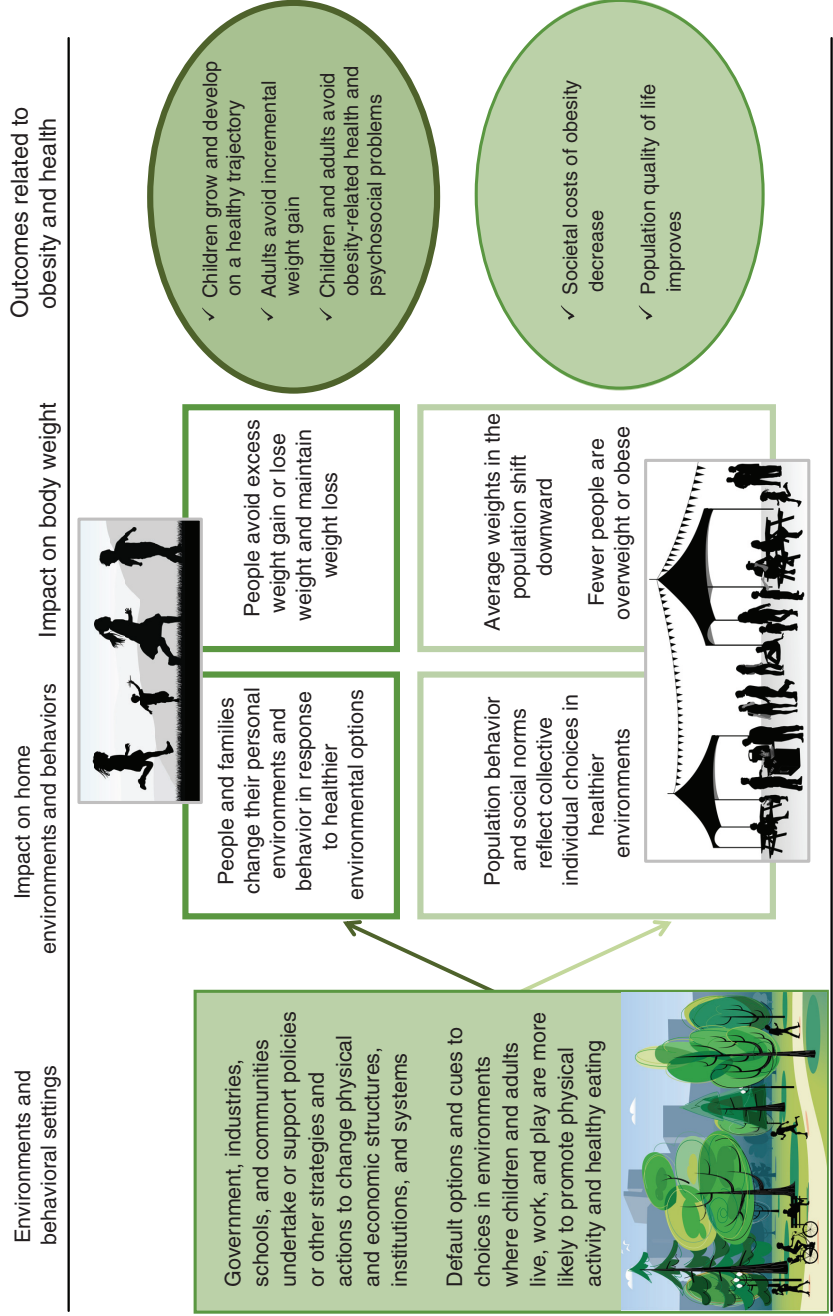 Environments and
behavioral settings
Impact on home
environments and behaviors
Impact on body weight
Outcomes related to
obesity and health
Government, industries,
schools, and communities
undertake or support policies
or other strategies and
actions to change physical
and economic structures,
institutions, and systems
Default options and cues to
choices in environments
where children and adults
live, work, and play are more
likely to promote physical
activity and healthy eating
People and families
change their personal
environments and
behavior in response
to healthier
environmental options
People avoid excess
weight gain or lose
weight and maintain
weight loss
✓ Children grow and develop
on a healthy trajectory
✓ Adults avoid incremental
weight gain
✓ Children and adults avoid
obesity-related health and
psychosocial problems
Population behavior
and social norms
reflect collective
individual choices in
healthier
environments
Average weights in the
population shift
downward
Fewer people are
overweight or obese
✓ Societal costs of obesity
decrease
✓ Population quality of life
improves